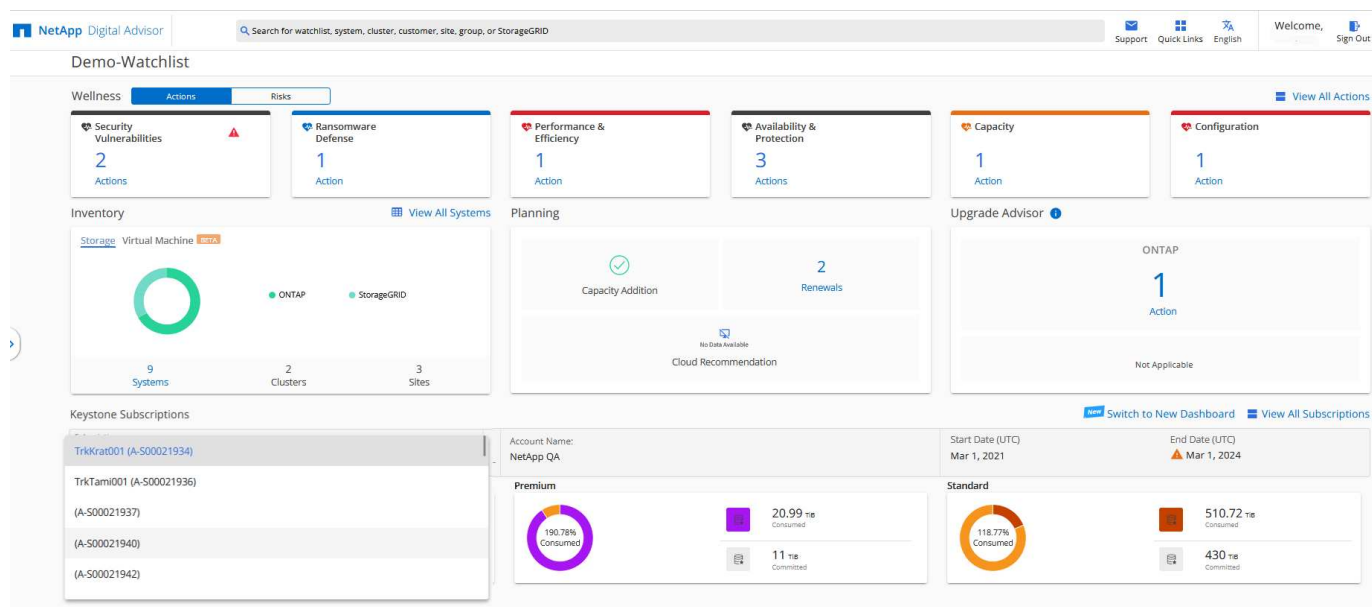 NetApp Digital Advisor
Search for watchlist, system, cluster, customer, site, group, or StorageGRID
Support
Quick Links
English
Welcome,
Sign Out
Demo-Watchlist
Wellness
Actions
Risks
View All Actions
Security
Vulnerabilities
2
Actions
Ransomware
Defense
1
Action
Performance &
Efficiency
1
Action
Availability &
Protection
3
Actions
Capacity
1
Action
Configuration
1
Action
Inventory
View All Systems
Planning
Upgrade Advisor
Storage Virtual Machine BETA
ONTAP
StorageGRID
9
Systems
2
Clusters
3
Sites
Capacity Addition
2
Renewals
No Data Available
Cloud Recommendation
ONTAP
1
Action
Not Applicable
Keystone Subscriptions
New Switch to New Dashboard
View All Subscriptions
TrkKrat001 (A-S00021934)
TrkTami001 (A-S00021936)
(A-S00021937)
(A-S00021940)
(A-S00021942)
Account Name:
NetApp QA
Start Date (UTC)
Mar 1, 2021
End Date (UTC)
Mar 1, 2024
Premium
190.78%
Consumed
20.99 TiB
Consumed
11 TiB
Committed
Standard
118.77%
Consumed
510.72 TiB
Consumed
430 TiB
Committed